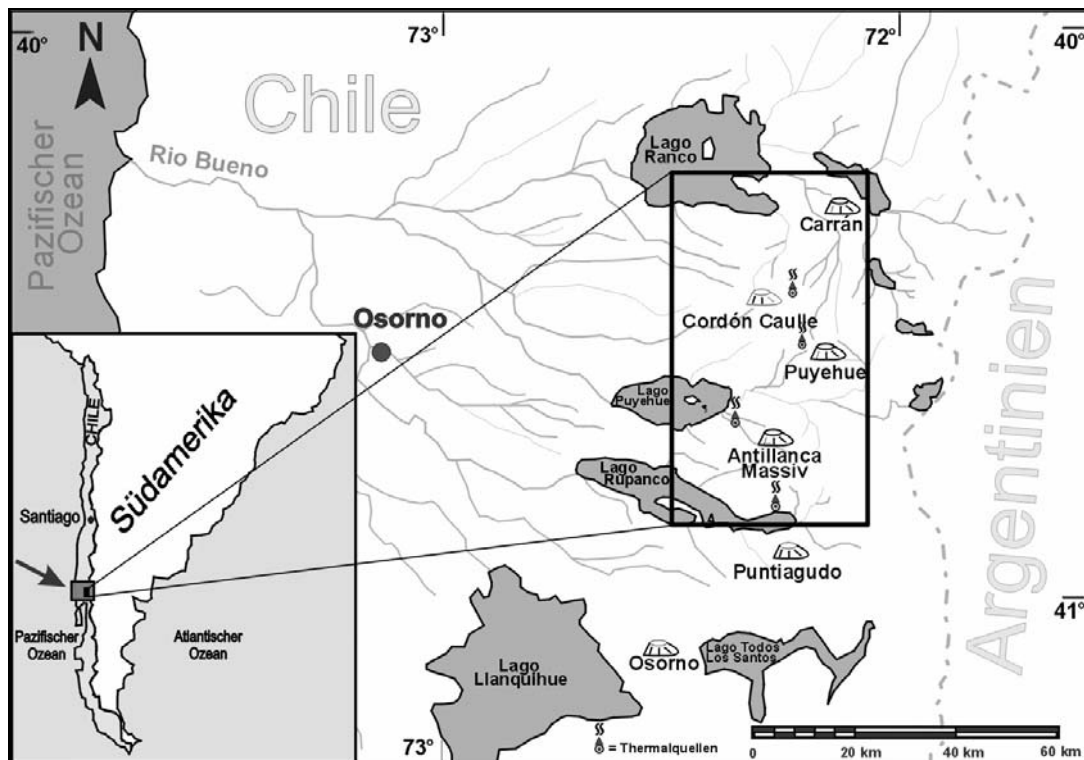 40°
N
73°
72°
40°
Chile
Pazifischer
Ozean
Rio Bueno
Lago
Ranco
Carrán
Osorno
Cordón Caulle
Puyehue
Lago
Puyehue
Antillanca
Massiv
Lago
Rupanco
Puntiagudo
Argentinien
41°
CHILE
Südamerika
Santiago
Pazifischer
Ozean
Atlantischer
Ozean
Lago
Llanquihue
Osorno
Lago Todos
Los Santos
73°
= Thermalquellen
0
20 km
40 km
60 km